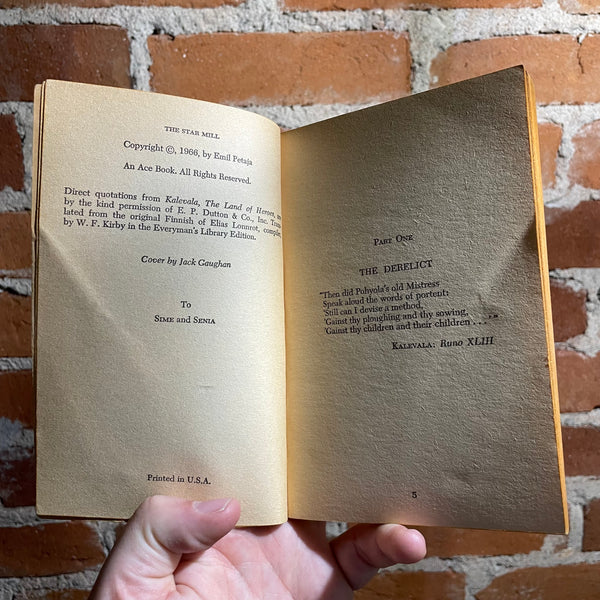 THE STAR MILL
Copyright ©, 1966, by Emil Petaja
An Ace Book. All Rights Reserved.
Direct quotations from Kalevala, The Land of Heroes, are
by the kind permission of E. P. Dutton & Co., Inc. Trans
lated from the original Finnish of Elias Lonnrot, compiler,
by W. F. Kirby in the Everyman's Library Edition.
Cover by Jack Gaughan
To
SIME and SENIA
Printed in U.S.A.
PART ONE
THE DERELICT
"Then did Pohyola's old Mistress
Speak aloud the words of portent:
'Still can I devise a method,
'Gainst thy ploughing and thy sowing,
'Gainst thy children and their children . . .'"
KALEVALA: Runo XLIII
5